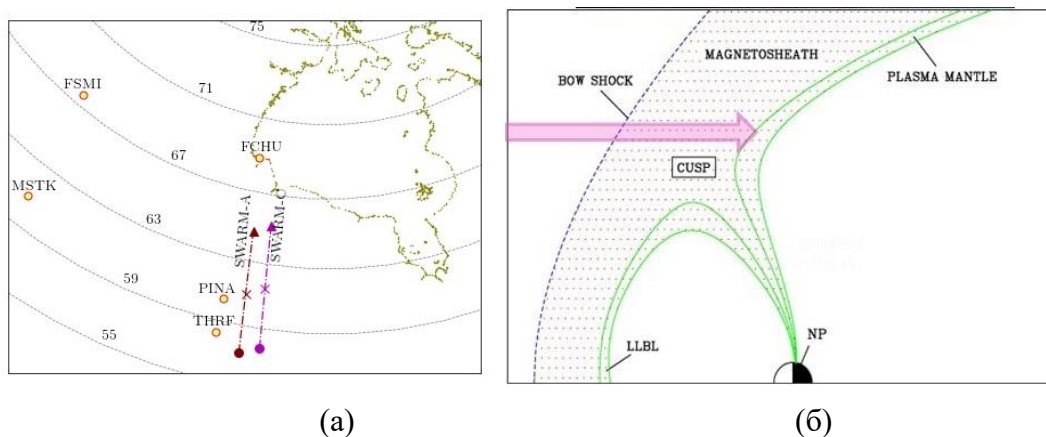 75
71
67
63
59
55
FSMI
FCHU
MSTK
SWARM-A
SWARM-C
PINA
THRF
(а)
MAGNETOSHEATH
BOW SHOCK
PLASMA MANTLE
CUSP
LLBL
NP
(б)